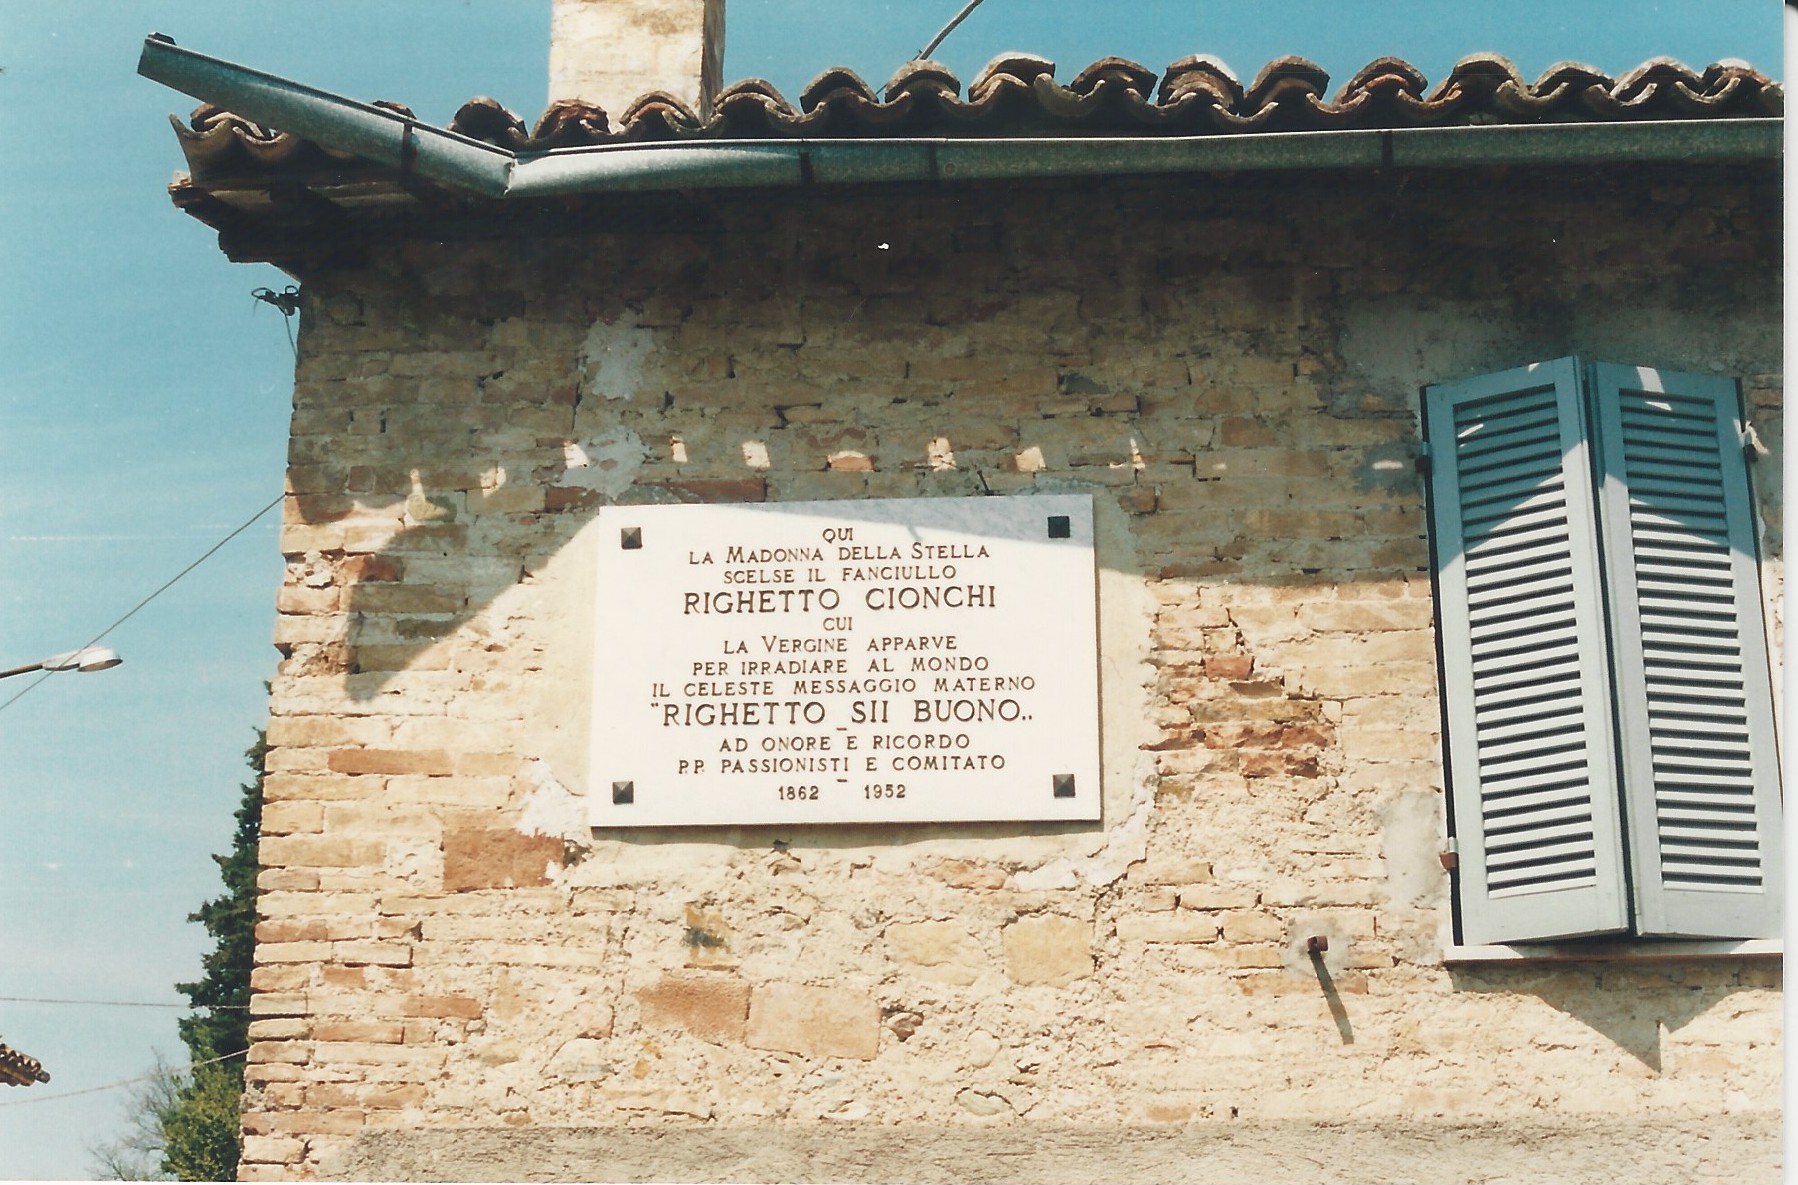 QUI
LA MADONNA DELLA STELLA
SCELSE IL FANCIULLO
RIGHETTO CIONCHI
CUI
LA VERGINE APPARVE
PER IRRADIARE AL MONDO
IL CELESTE MESSAGGIO MATERNO
"RIGHETTO SII BUONO..
AD ONORE E RICORDO
P.P. PASSIONISTI E COMITATO
1862 - 1952